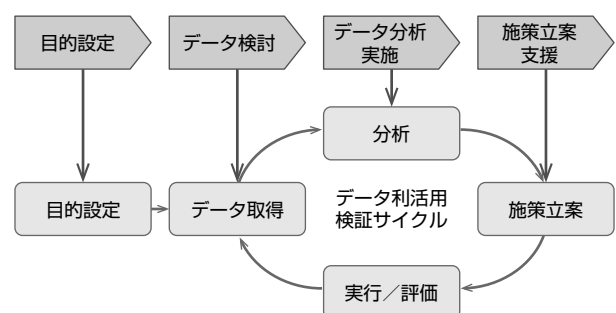 目的設定
データ検討
データ分析
実施
施策立案
支援
分析
目的設定
データ取得
データ利活用
検証サイクル
施策立案
実行／評価